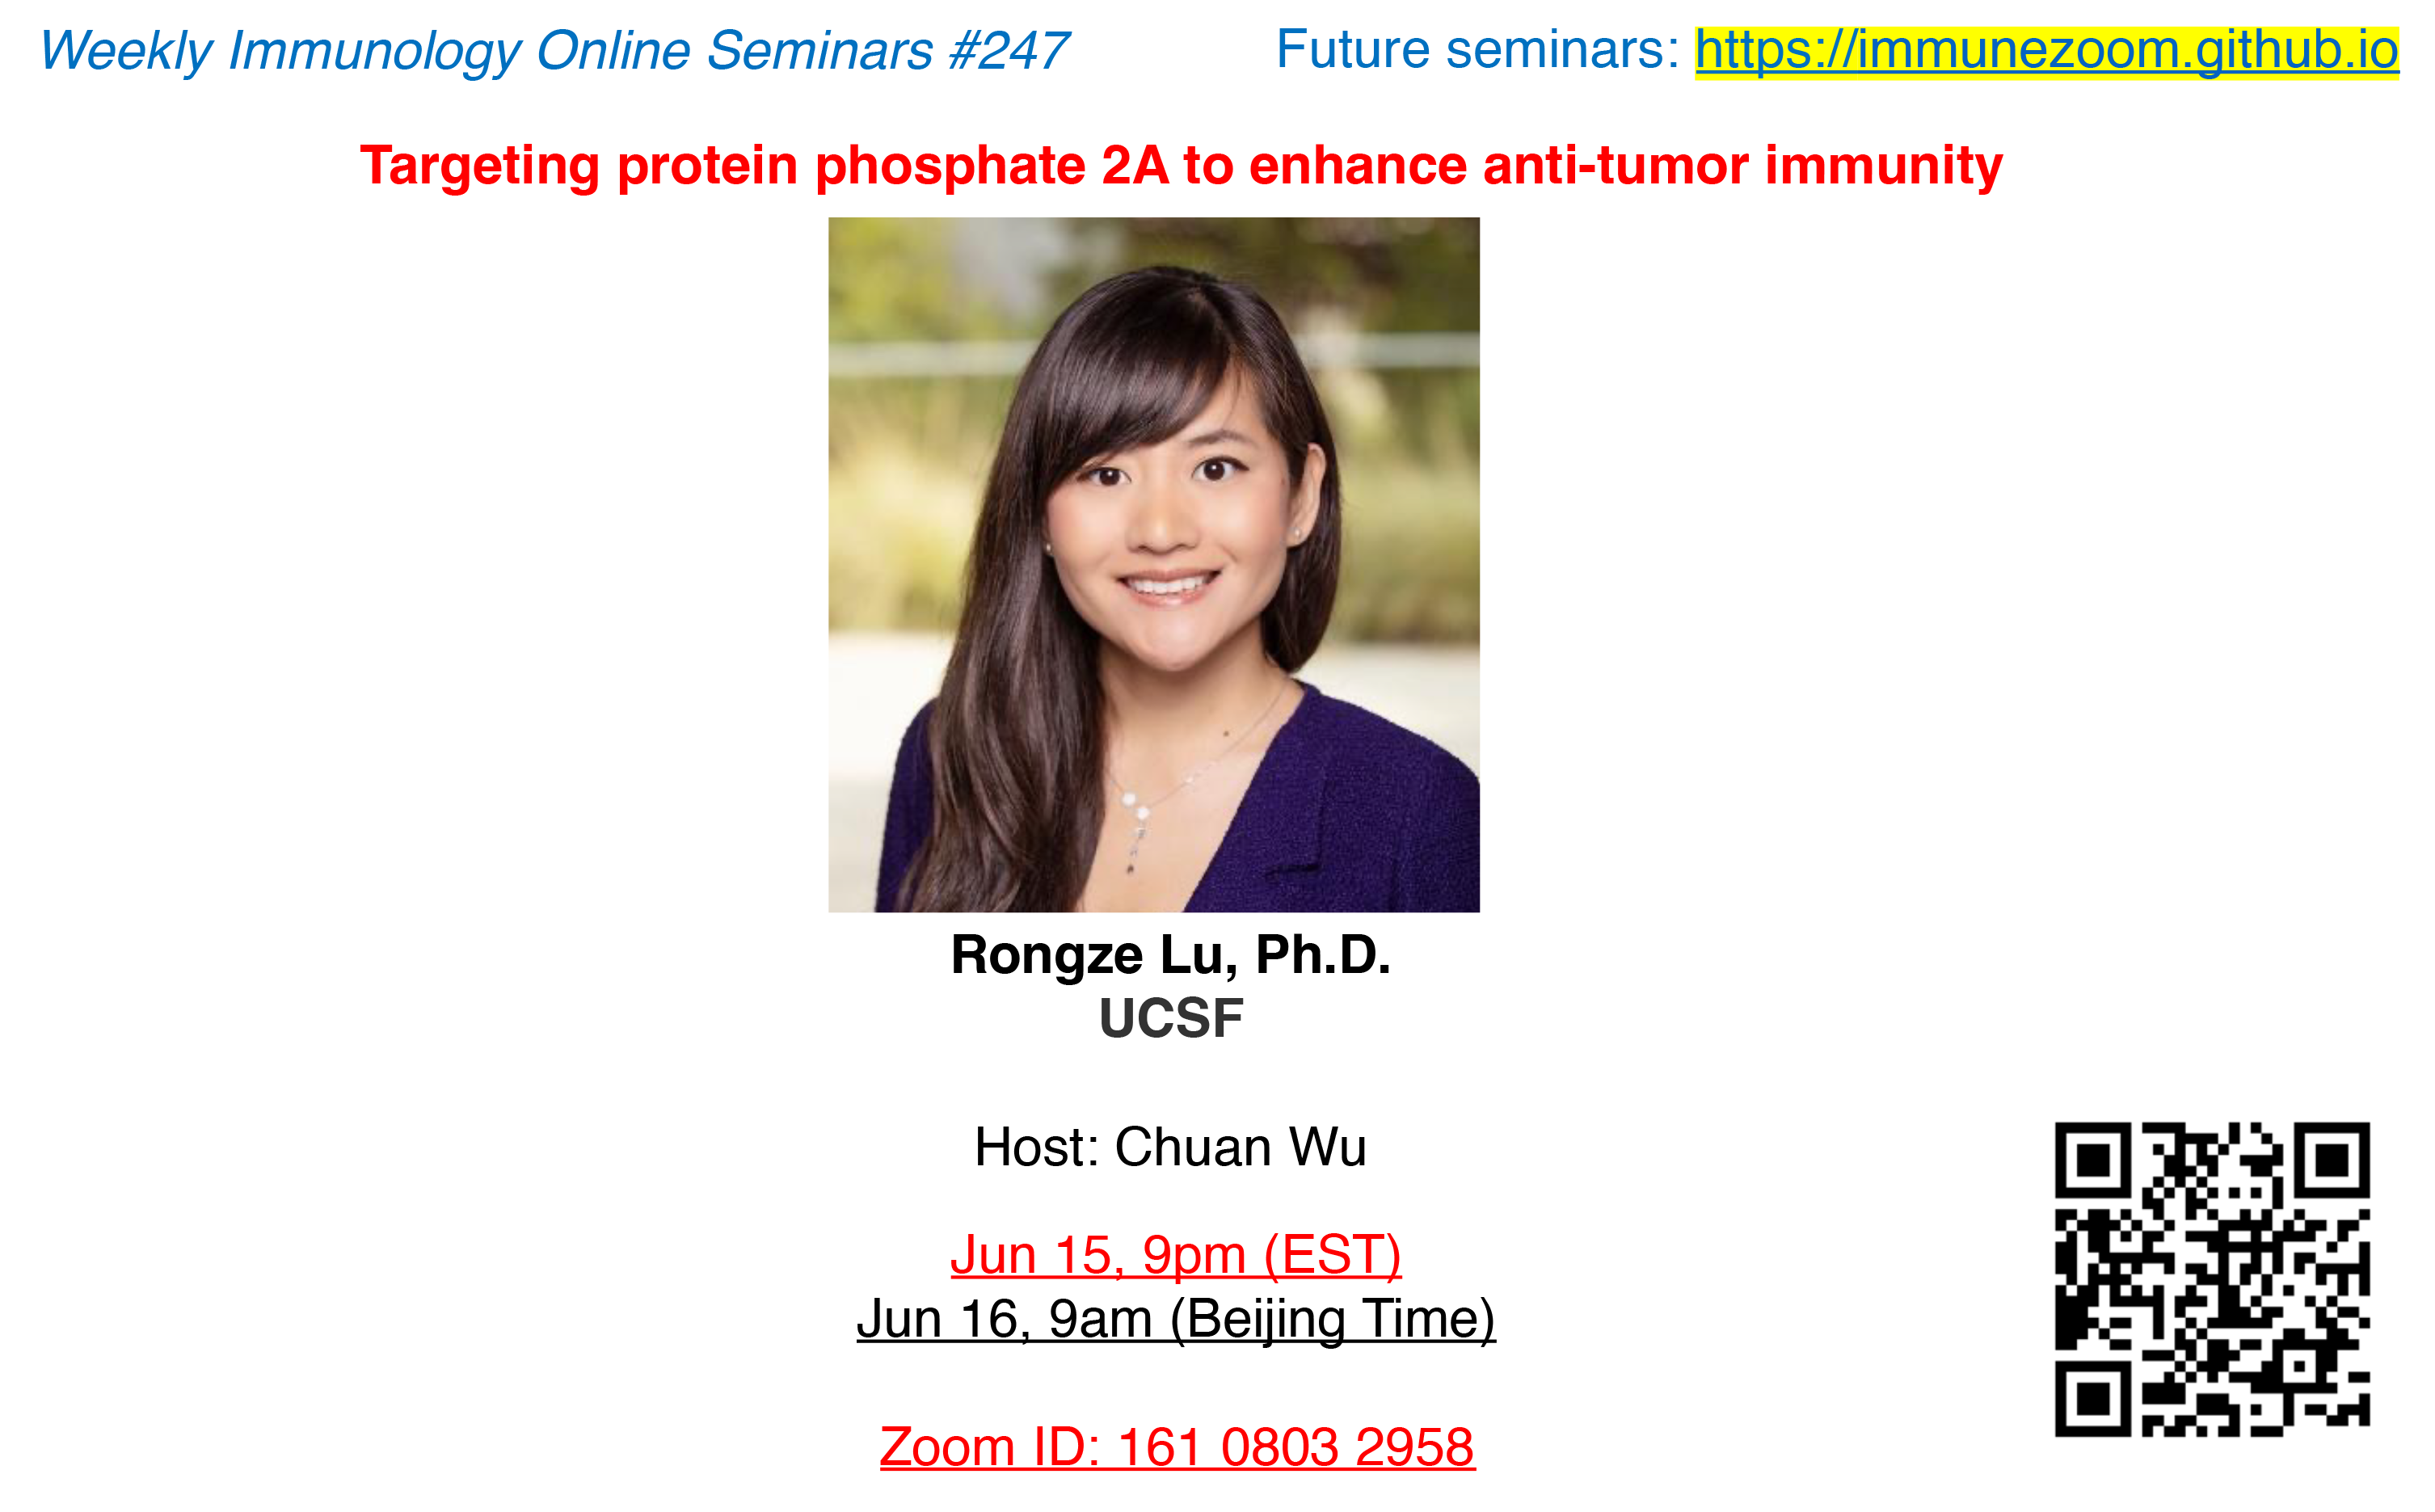 Weekly Immunology Online Seminars #247
Future seminars: https://immunezoom.github.io
Targeting protein phosphate 2A to enhance anti-tumor immunity
Rongze Lu, Ph.D.
UCSF
Host: Chuan Wu
Jun 15, 9pm (EST)
Jun 16, 9am (Beijing Time)
Zoom ID: 161 0803 2958